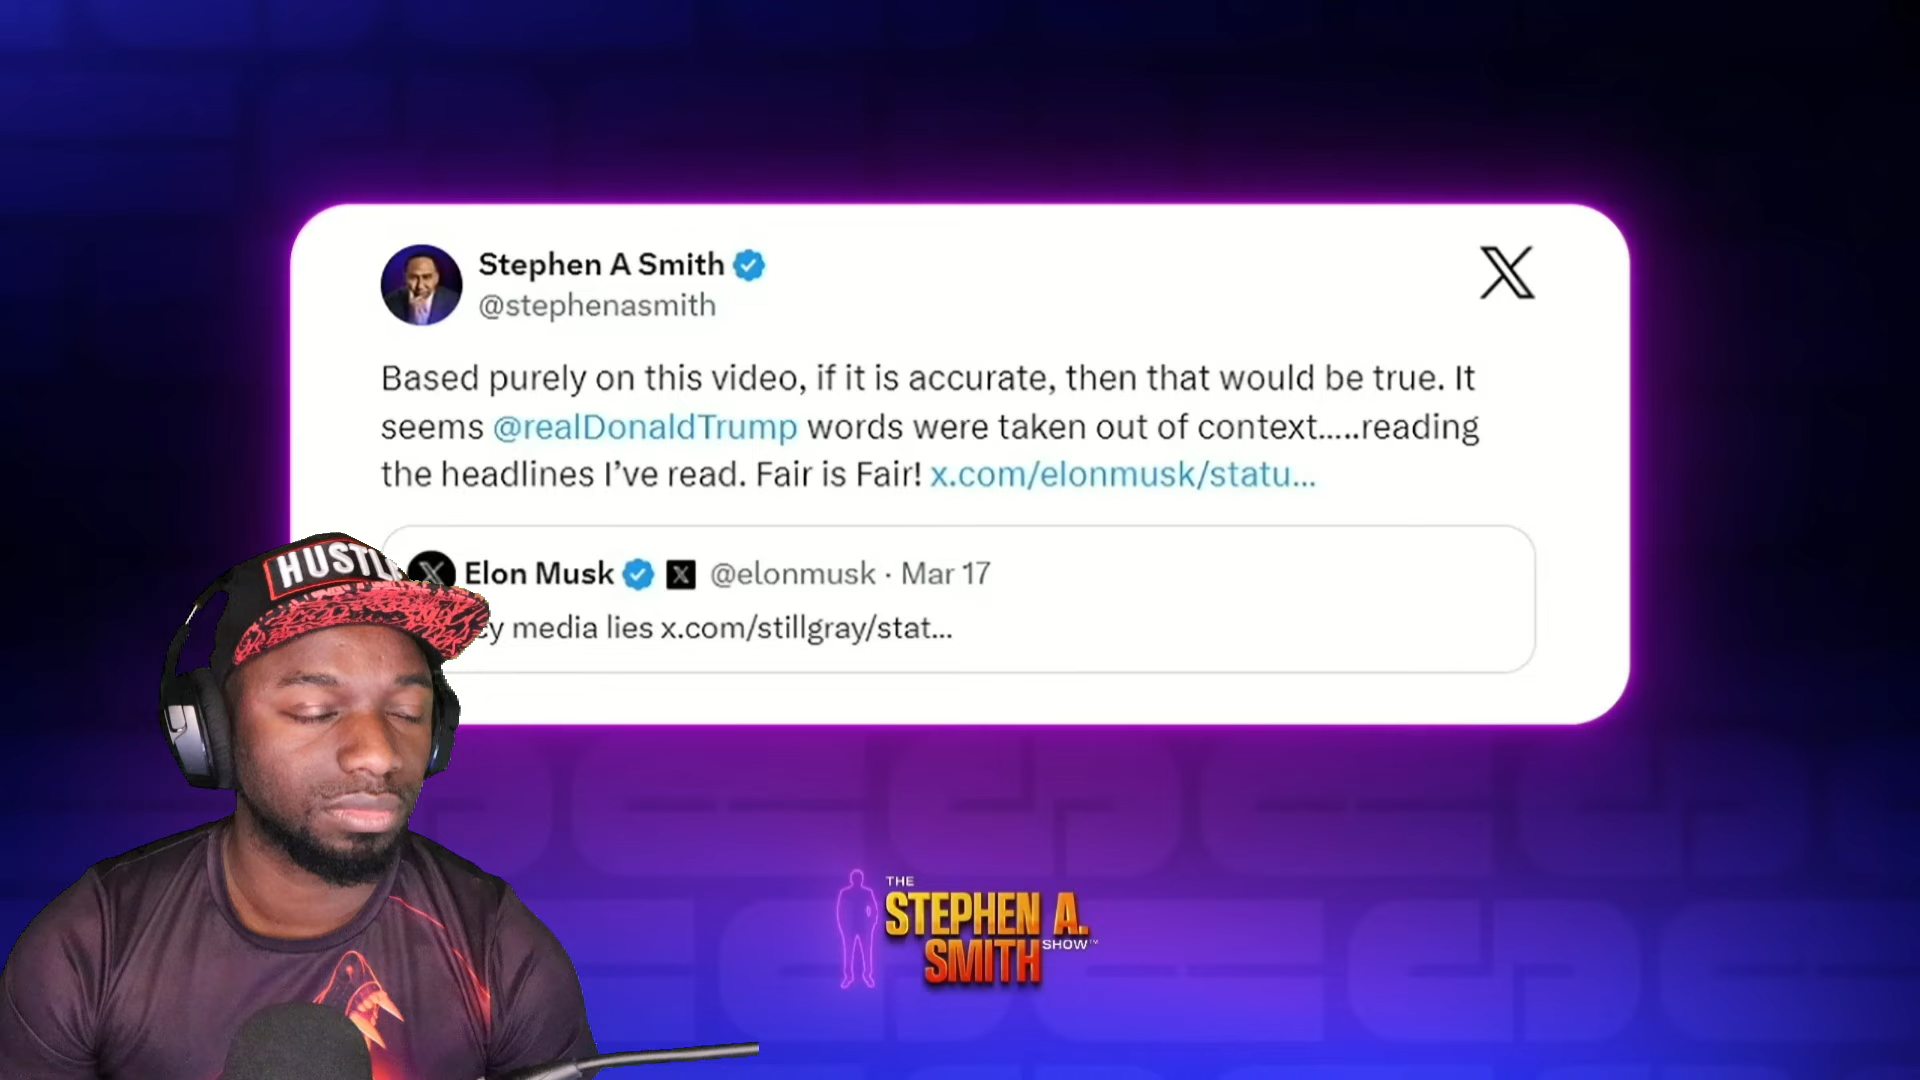 Stephen A Smith
@stephenasmith
Based purely on this video, if it is accurate, then that would be true. It
seems @realDonaldTrump words were taken out of context.....reading
the headlines I’ve read. Fair is Fair! x.com/elonmusk/statu...
Elon Musk @elonmusk · Mar 17
media lies x.com/stillgray/stat...
THE
STEPHEN A.
SMITH SHOW™